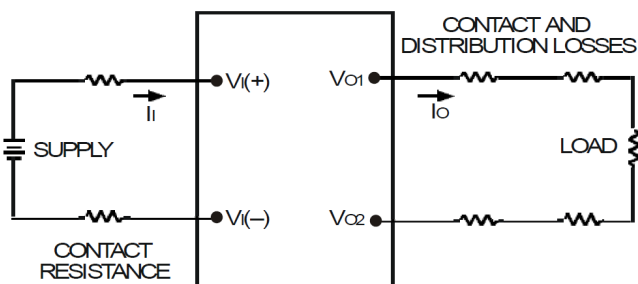 CONTACT AND
DISTRIBUTION LOSSES
VI(+)
VO1
II
IO
SUPPLY
LOAD
VI(–)
VO2
CONTACT
RESISTANCE